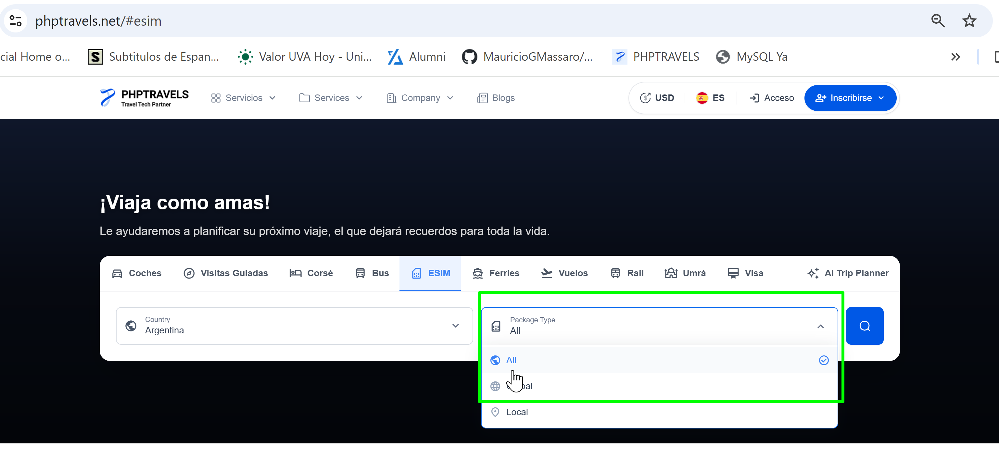 phptravels.net/#esim
cial Home o... Subtitulos de Espan... Valor UVA Hoy - Uni... Alumni MauricioGMassaro/... PHPTRAVELS MySQL Ya
PHPTRAVELS
Travel Tech Partner
Servicios Services Company Blogs USD ES Acceso Inscribirse
¡Viaja como amas!
Le ayudaremos a planificar su próximo viaje, el que dejará recuerdos para toda la vida.
Coches Visitas Guiadas Corsé Bus ESIM Ferries Vuelos Rail Umrá Visa AI Trip Planner
Country
Argentina
Package Type
All
All
Local